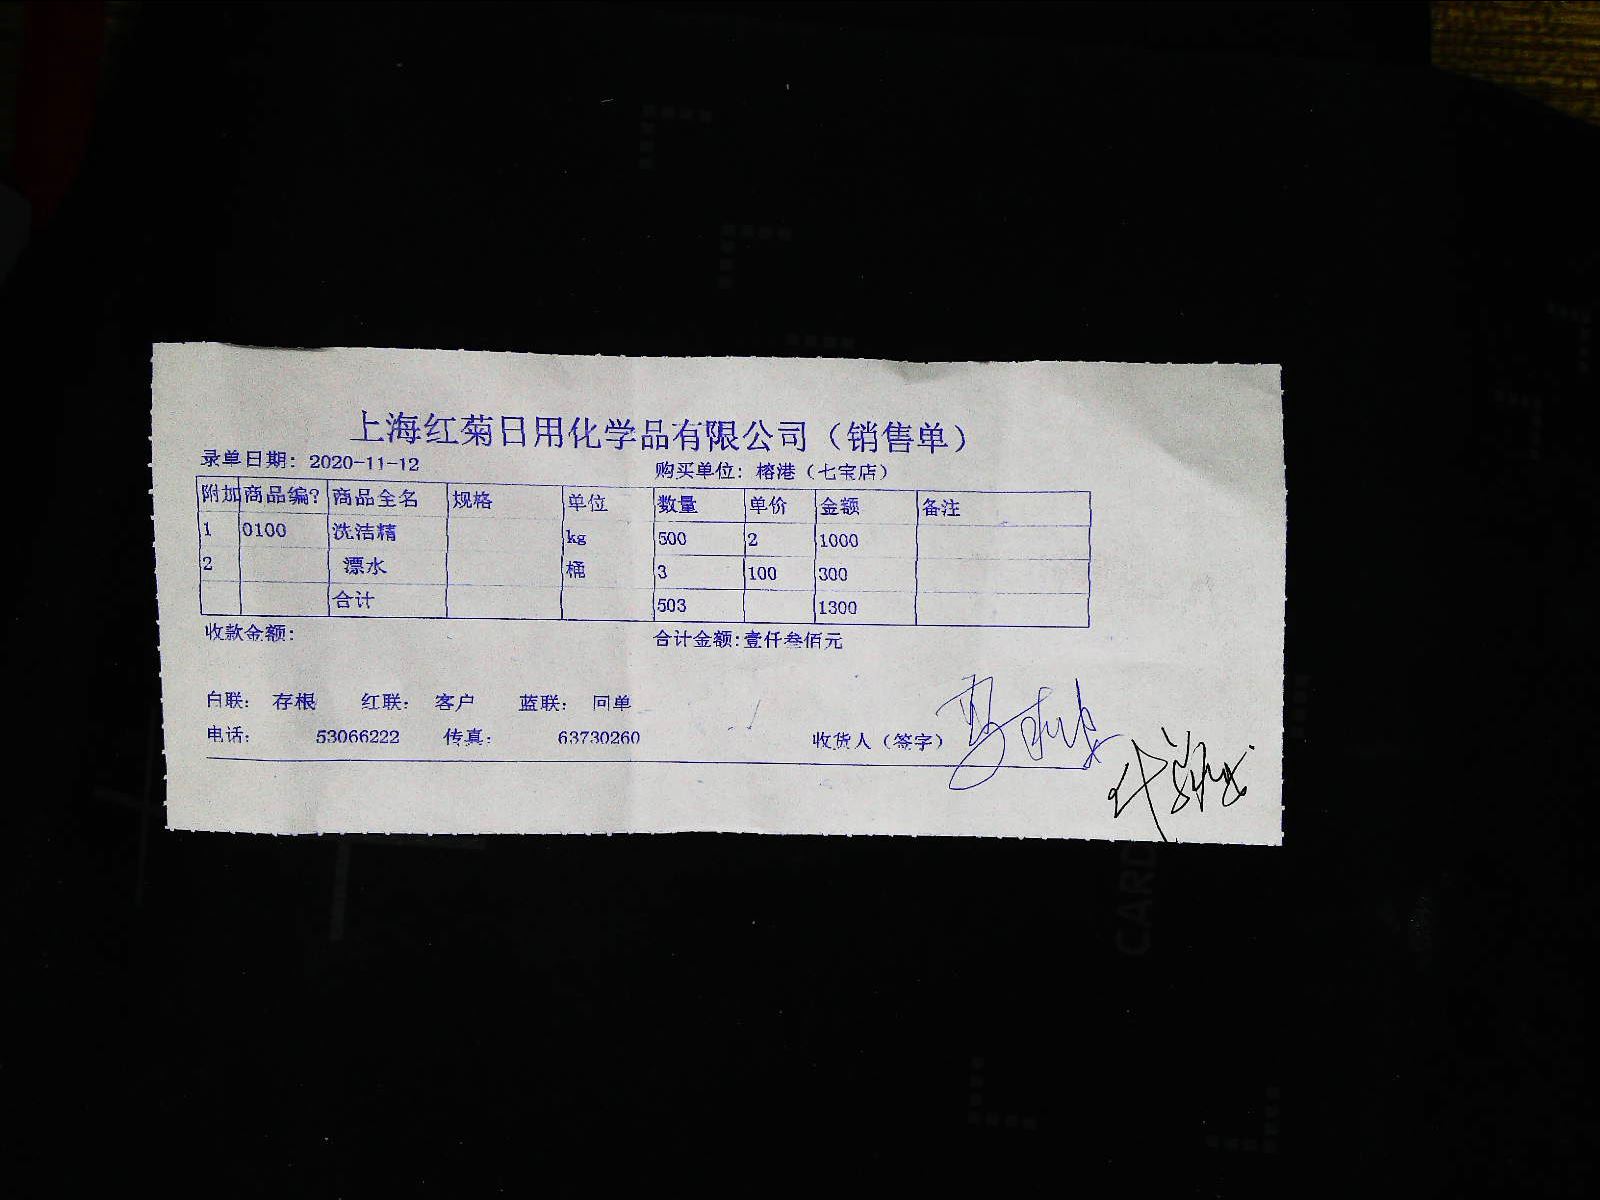 上海红菊日用化学品有限公司（销售单）
录单日期： 2020-11-12 购买单位：榕港（七宝店）
附加 商品编? 商品全名 规格 单位 数量 单价 金额 备注
1 0100 洗洁精 kg 500 2 1000
2 漂水 桶 3 100 300
合计 503 1300
收款金额： 合计金额：壹仟叁佰元
白联： 存根 红联： 客户 蓝联： 回单
电话： 53066222 传真： 63730260 收货人（签字）
CARD